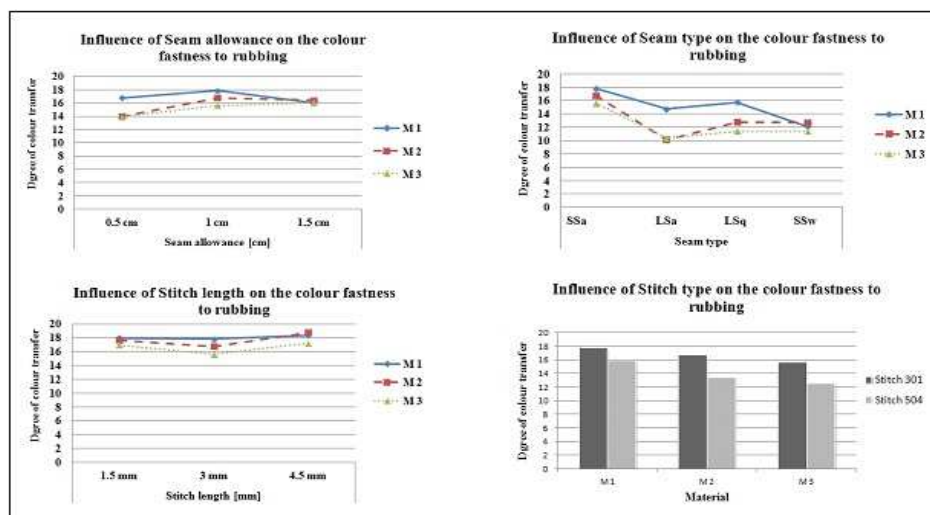 Influence of Seam allowance on the colour
fastness to rubbing
Dgree of colour transfer
20
18
16
14
12
10
8
6
4
2
0
0.5 cm
1 cm
1.5 cm
Seam allowance [cm]
M 1
M 2
M 3
Influence of Seam type on the colour fastness to
rubbing
Dgree of colour transfer
20
18
16
14
12
10
8
6
4
2
0
SSa
LSa
LSq
SSw
Seam type
M 1
M 2
M 3
Influence of Stitch length on the colour fastness
to rubbing
Dgree of colour transfer
20
18
16
14
12
10
8
6
4
2
0
1.5 mm
3 mm
4.5 mm
Stitch length [mm]
M 1
M 2
M 3
Influence of Stitch type on the colour fastness to
rubbing
Dgree of colour transfer
20
18
16
14
12
10
8
6
4
2
0
M 1
M 2
M 3
Material
Stitch 301
Stitch 504